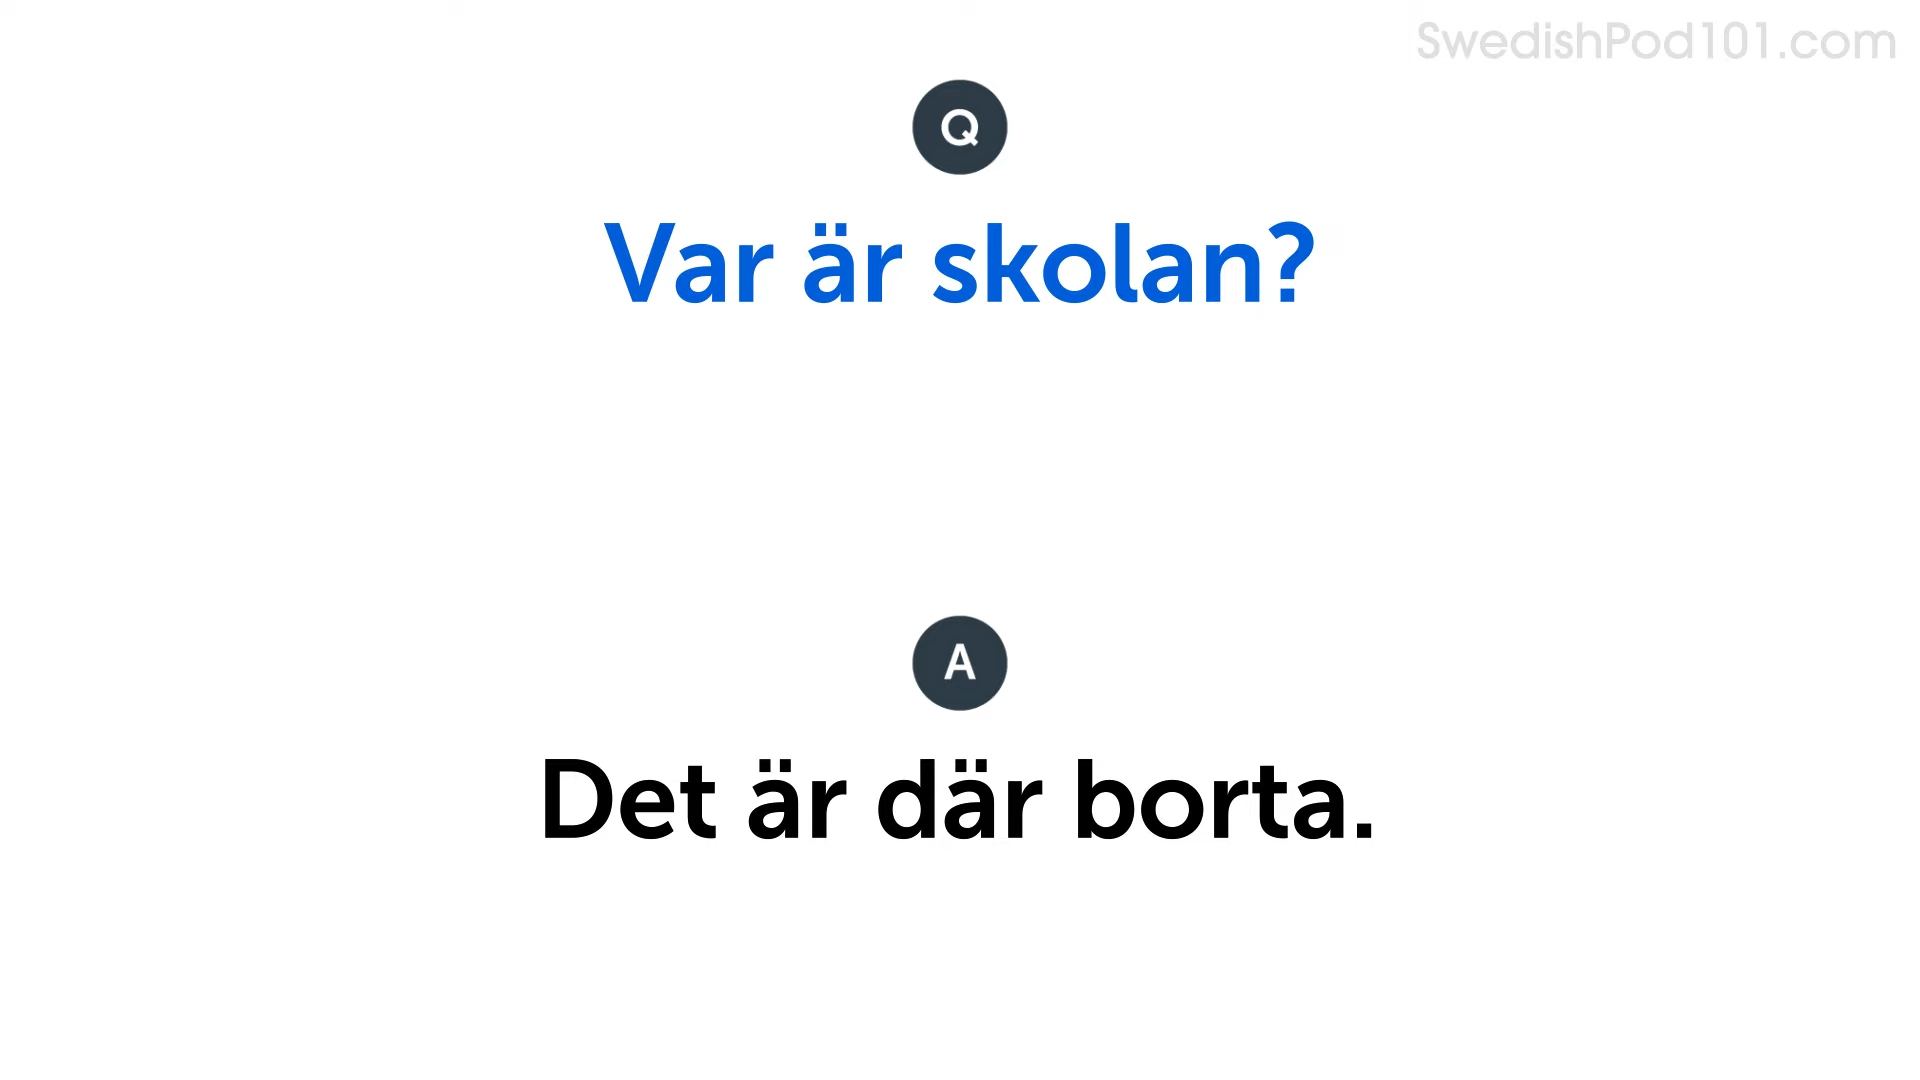 SwedishPod101.com
Q
Var är skolan?
A
Det är där borta.